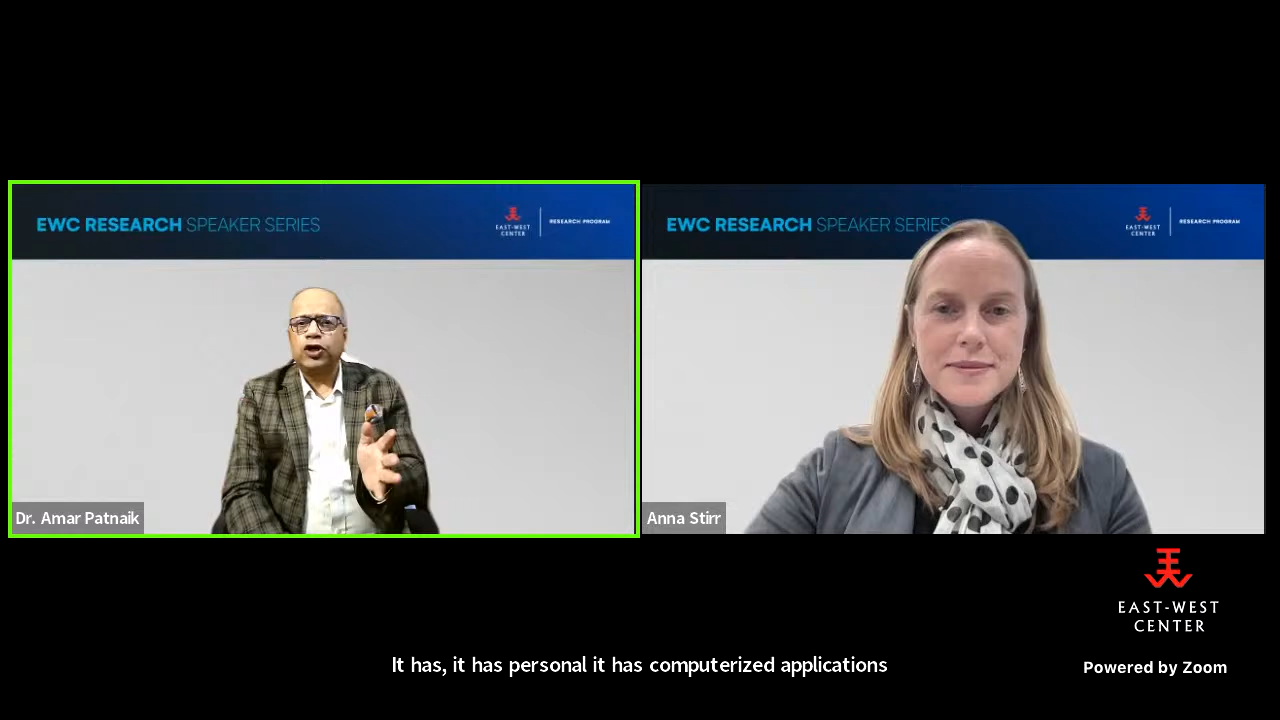 EWC RESEARCH SPEAKER SERIES
EAST-WEST
CENTER
RESEARCH PROGRAM
EWC RESEARCH SPEAKER SERIES
EAST-WEST
CENTER
RESEARCH PROGRAM
Dr. Amar Patnaik
Anna Stirr
EAST-WEST
CENTER
It has, it has personal it has computerized applications
Powered by Zoom